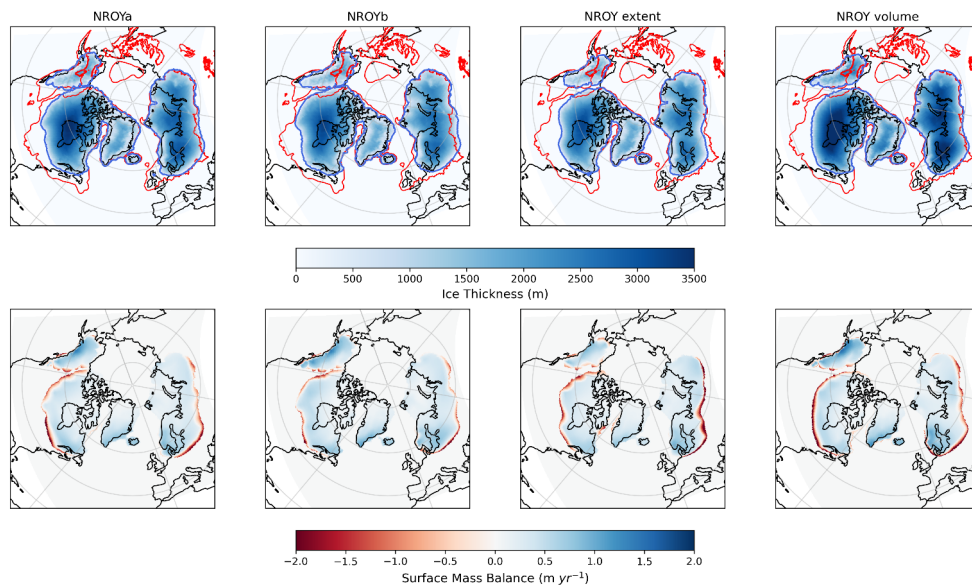 NROYa NROYb NROY extent NROY volume
0 500 1000 1500 2000 2500 3000 3500
Ice Thickness (m)
−2.0 −1.5 −1.0 −0.5 0.0 0.5 1.0 1.5 2.0
Surface Mass Balance (m yr⁻¹)